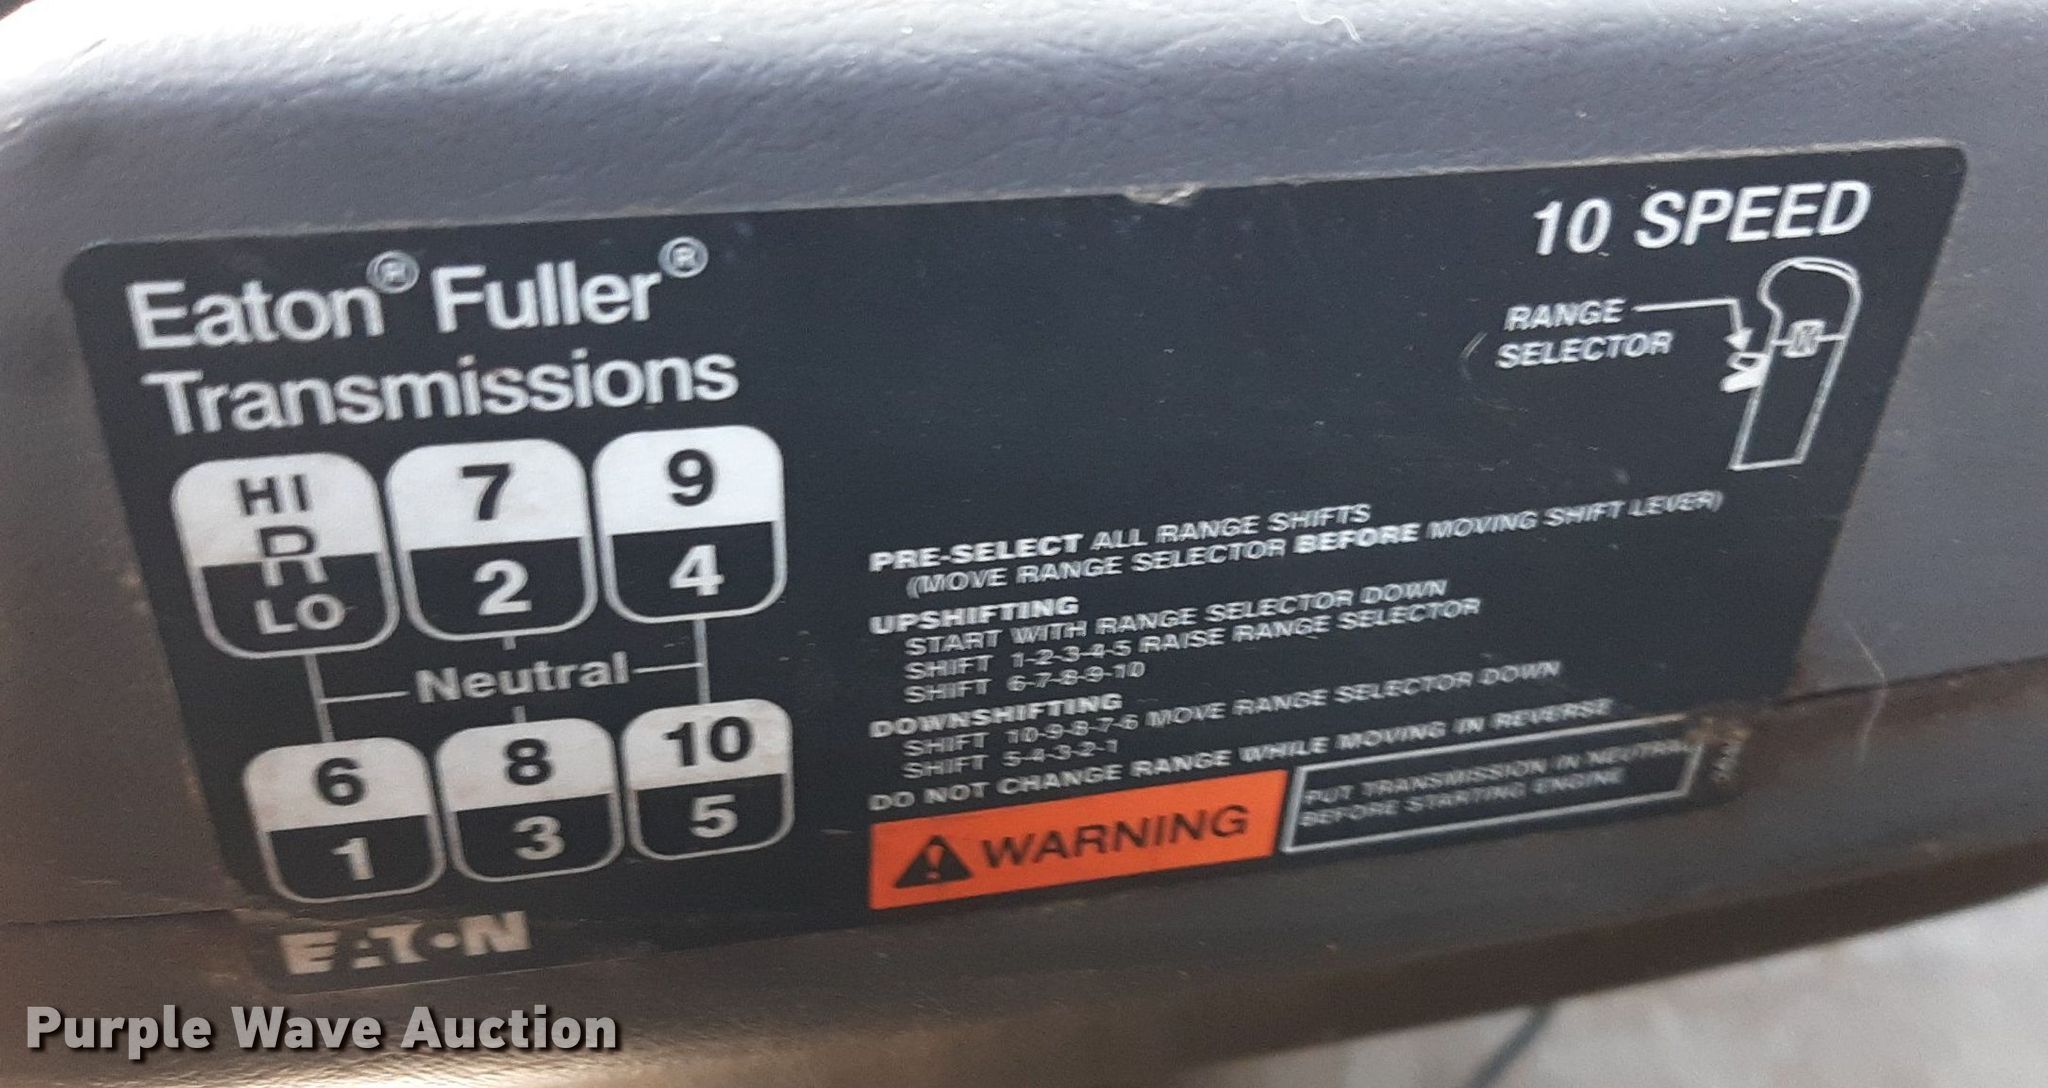 Eaton® Fuller®
Transmissions
10 SPEED
RANGE
SELECTOR
HI
R
LO
7
2
9
4
Neutral
6
1
8
3
10
5
PRE-SELECT ALL RANGE SHIFTS
(MOVE RANGE SELECTOR BEFORE MOVING SHIFT LEVER)
UPSHIFTING
START WITH RANGE SELECTOR DOWN
SHIFT 1-2-3-4-5 RAISE RANGE SELECTOR
SHIFT 6-7-8-9-10
DOWNSHIFTING
SHIFT 10-9-8-7-6 MOVE RANGE SELECTOR DOWN
SHIFT 5-4-3-2-1
DO NOT CHANGE RANGE WHILE MOVING IN REVERSE
WARNING
PUT TRANSMISSION IN NEUTRAL
BEFORE STARTING ENGINE
EAT•N
Purple Wave Auction